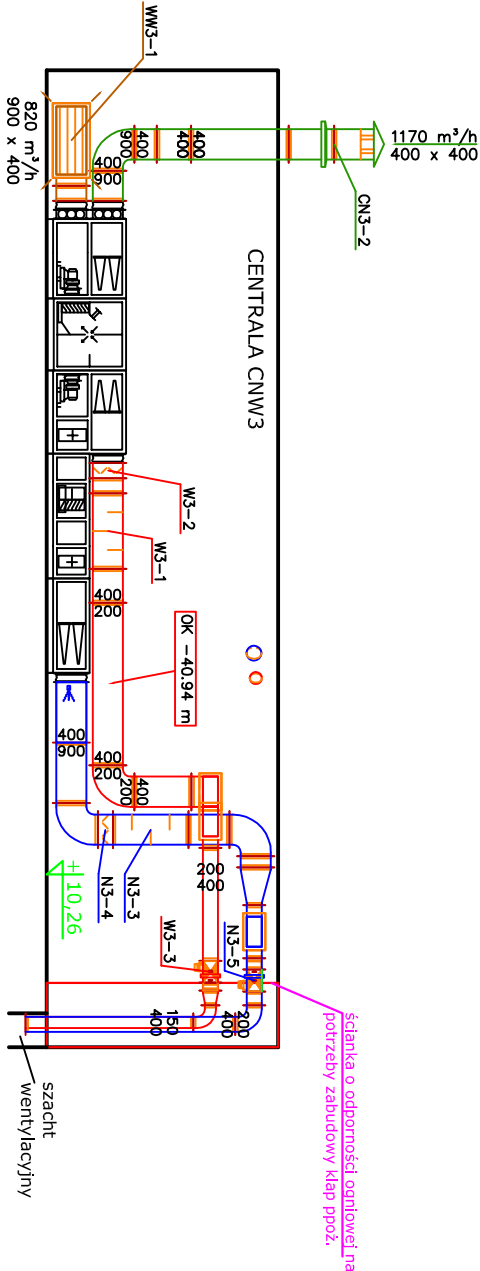 WW3-1
820 m³/h
900 x 400
1170 m³/h
400 x 400
CN3-2
400
900
400
400
400
900
CENTRALA CNW3
W3-2
W3-1
400
200
OK -40.94 m
400
200
400
200
400
900
N3-4
N3-3
+10,26
200
400
W3-3
N3-5
200
400
150
400
ścianka o odporności ogniowej na
potrzeby zabudowy klap ppoż.
szacht
wentylacyjny